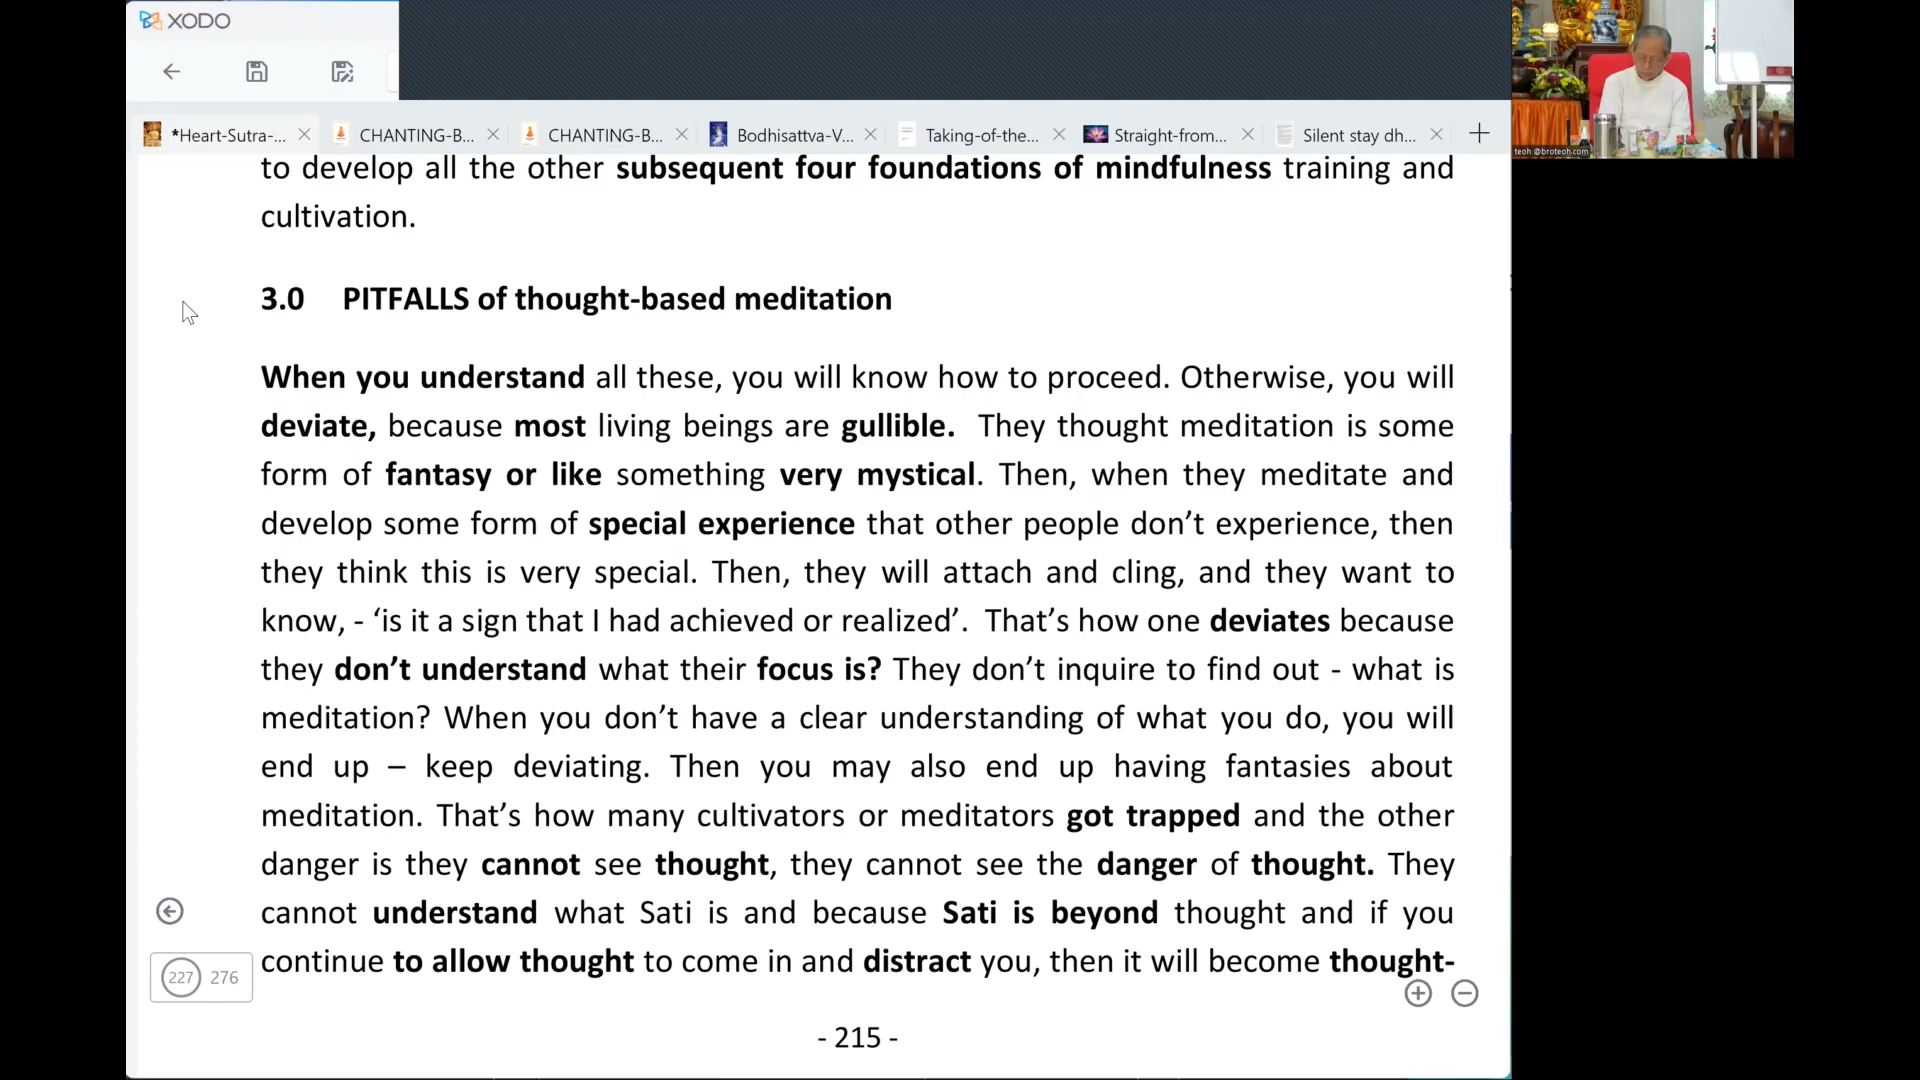 XODO
*Heart-Sutra-...
CHANTING-B...
CHANTING-B...
Bodhisattva-V...
Taking-of-the...
Straight-from...
Silent stay dh...
teoh @broteoh.com
to develop all the other subsequent four foundations of mindfulness training and
cultivation.
3.0 PITFALLS of thought-based meditation
When you understand all these, you will know how to proceed. Otherwise, you will
deviate, because most living beings are gullible. They thought meditation is some
form of fantasy or like something very mystical. Then, when they meditate and
develop some form of special experience that other people don’t experience, then
they think this is very special. Then, they will attach and cling, and they want to
know, - ‘is it a sign that I had achieved or realized’. That’s how one deviates because
they don’t understand what their focus is? They don’t inquire to find out - what is
meditation? When you don’t have a clear understanding of what you do, you will
end up – keep deviating. Then you may also end up having fantasies about
meditation. That’s how many cultivators or meditators got trapped and the other
danger is they cannot see thought, they cannot see the danger of thought. They
cannot understand what Sati is and because Sati is beyond thought and if you
continue to allow thought to come in and distract you, then it will become thought-
227 276
- 215 -